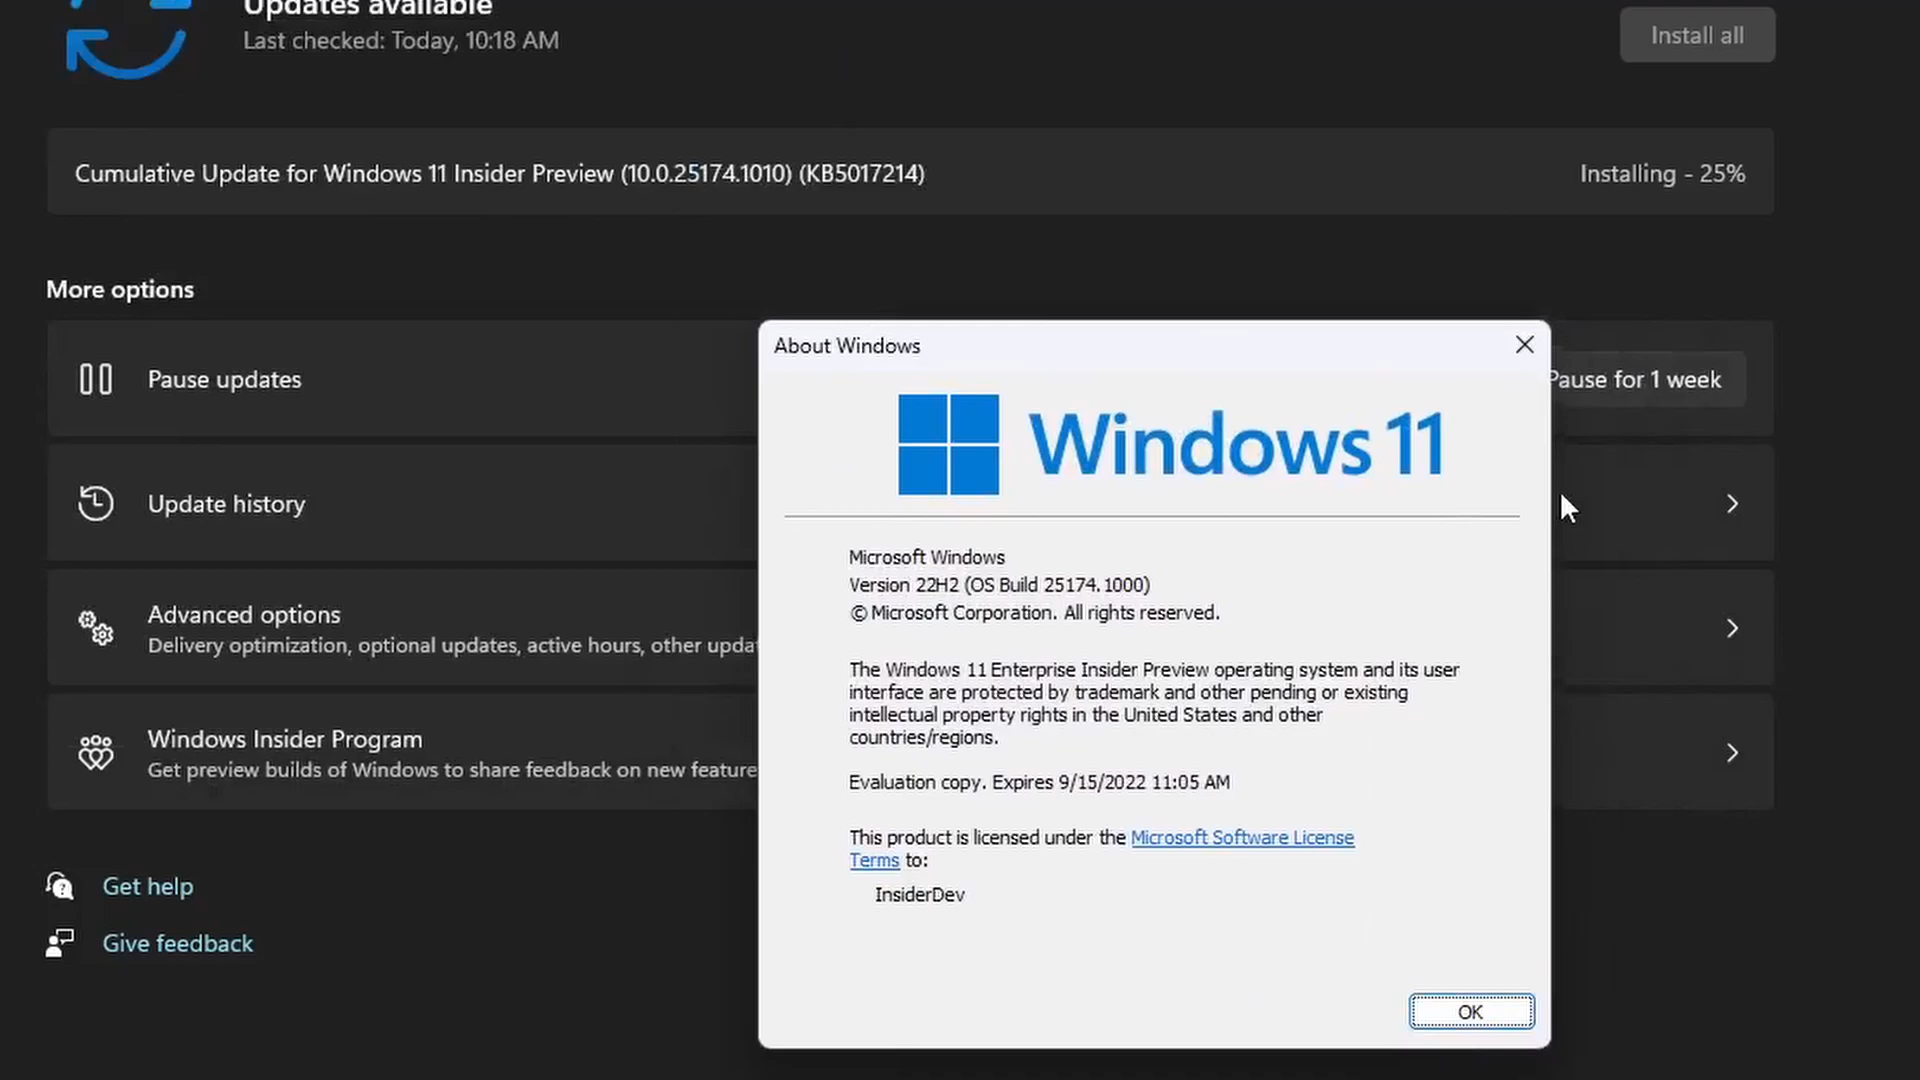 Updates available
Last checked: Today, 10:18 AM
Install all
Cumulative Update for Windows 11 Insider Preview (10.0.25174.1010) (KB5017214)
Installing - 25%
More options
Pause updates
Pause for 1 week
Update history
Advanced options
Delivery optimization, optional updates, active hours, other upda
Windows Insider Program
Get preview builds of Windows to share feedback on new feature
Get help
Give feedback
About Windows
Windows 11
Microsoft Windows
Version 22H2 (OS Build 25174.1000)
© Microsoft Corporation. All rights reserved.
The Windows 11 Enterprise Insider Preview operating system and its user
interface are protected by trademark and other pending or existing
intellectual property rights in the United States and other
countries/regions.
Evaluation copy. Expires 9/15/2022 11:05 AM
This product is licensed under the Microsoft Software License
Terms to:
InsiderDev
OK